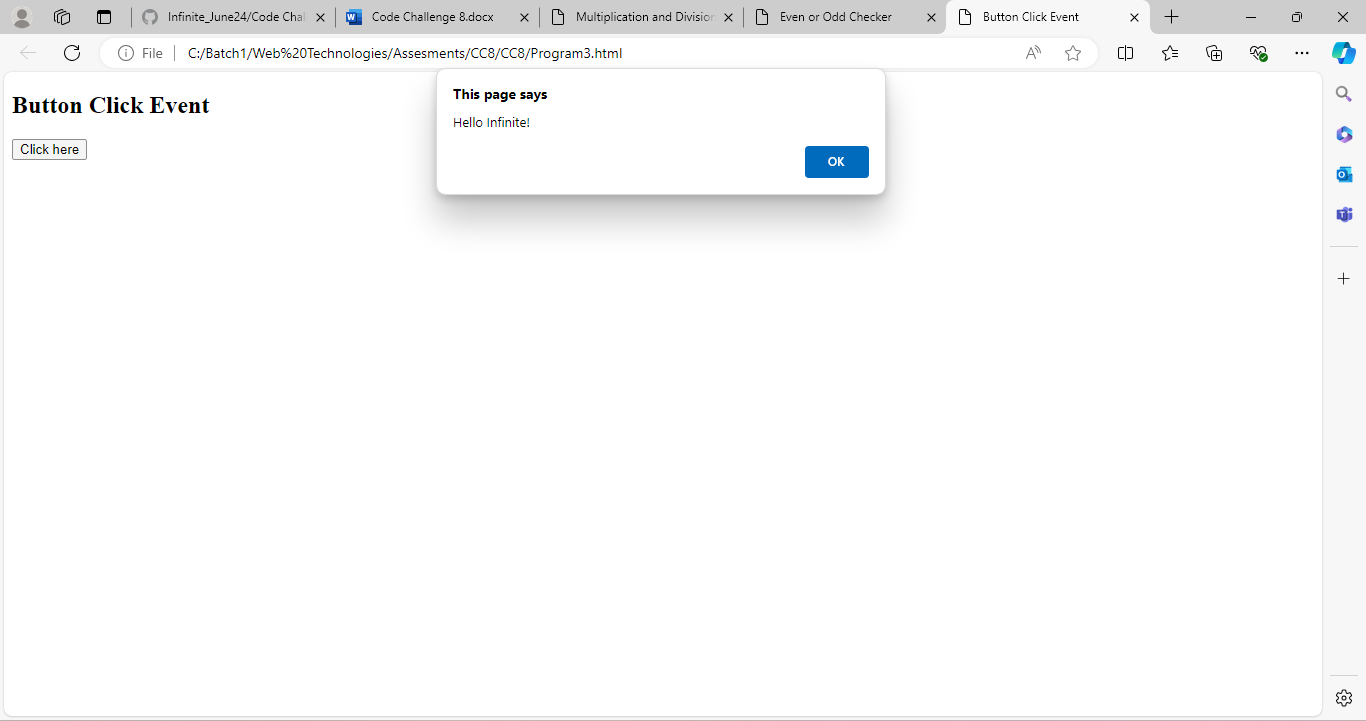 Infinite_June24/Code Chal
Code Challenge 8.docx
Multiplication and Division
Even or Odd Checker
Button Click Event
File
C:/Batch1/Web%20Technologies/Assesments/CC8/CC8/Program3.html
This page says
Hello Infinite!
OK
Button Click Event
Click here